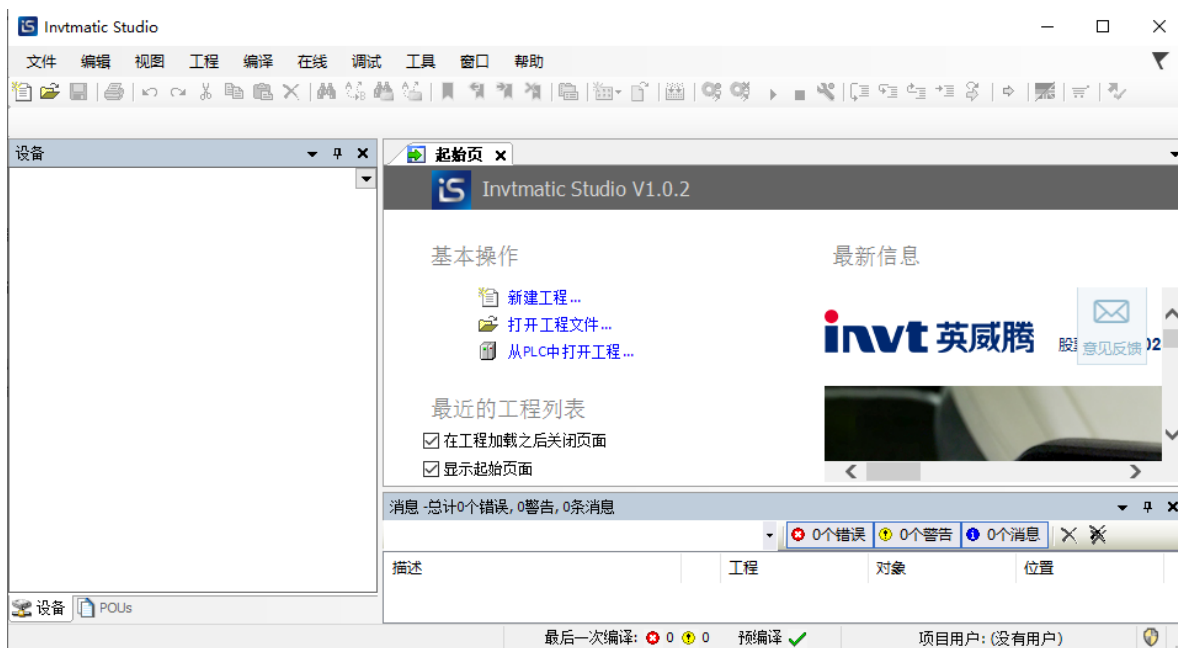 iS Invtmatic Studio
文件 编辑 视图 工程 编译 在线 调试 工具 窗口 帮助
设备
起始页
iS Invtmatic Studio V1.0.2
基本操作
新建工程...
打开工程文件...
从PLC中打开工程...
最近的工程列表
在工程加载之后关闭页面
显示起始页面
最新信息
invt 英威腾
意见反馈
02
消息 -总计0个错误, 0警告, 0条消息
0个错误 0个警告 0个消息
描述 工程 对象 位置
设备 POUs
最后一次编译: 0 0 预编译 项目用户: (没有用户)